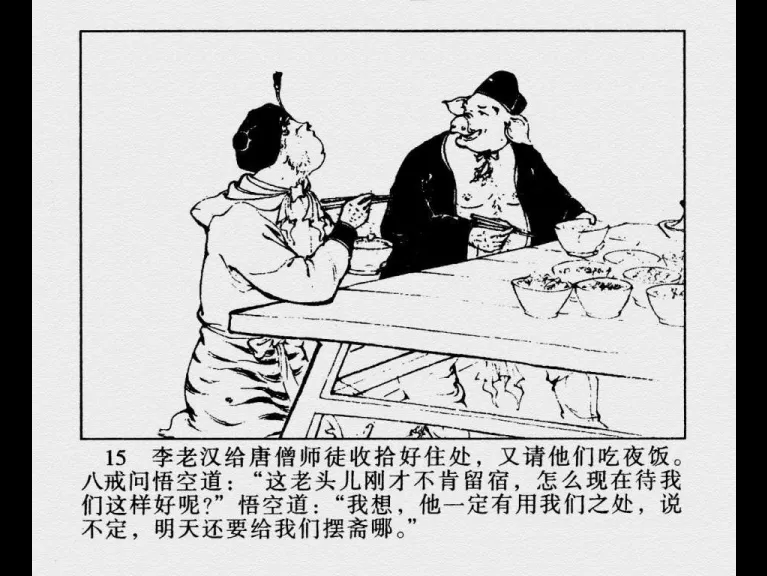 15 李老汉给唐僧师徒收拾好住处，又请他们吃夜饭。
八戒问悟空道：“这老头儿刚才不肯留宿，怎么现在待我
们这样好呢？”悟空道：“我想，他一定有用我们之处，说
不定，明天还要给我们摆斋哪。”